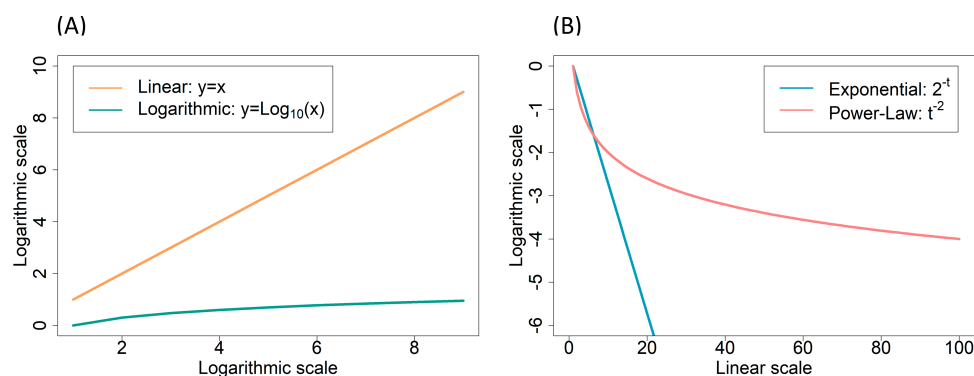 (A)
Logarithmic scale
10
8
6
4
2
0
Linear: y=x
Logarithmic: y=Log₁₀(x)
2
4
6
8
Logarithmic scale
(B)
Logarithmic scale
0
-1
-2
-3
-4
-5
-6
Exponential: 2⁻ᵗ
Power-Law: t⁻²
0
20
40
60
80
100
Linear scale